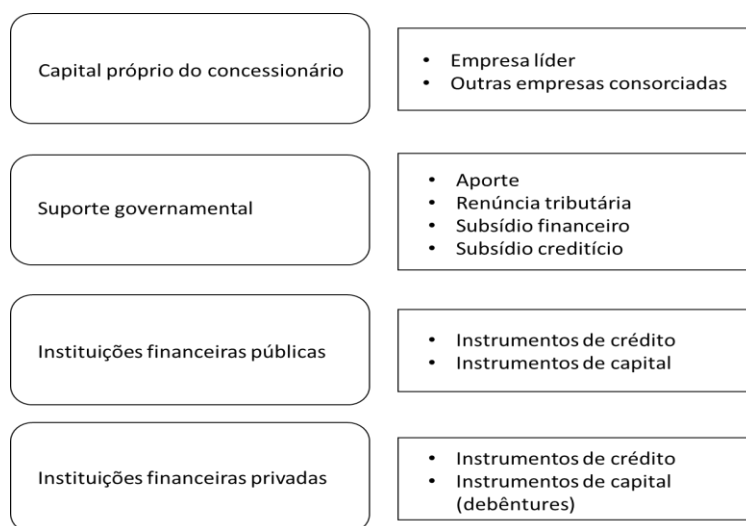 Capital próprio do concessionário
• Empresa líder
• Outras empresas consorciadas
Suporte governamental
• Aporte
• Renúncia tributária
• Subsídio financeiro
• Subsídio creditício
Instituições financeiras públicas
• Instrumentos de crédito
• Instrumentos de capital
Instituições financeiras privadas
• Instrumentos de crédito
• Instrumentos de capital
(debêntures)